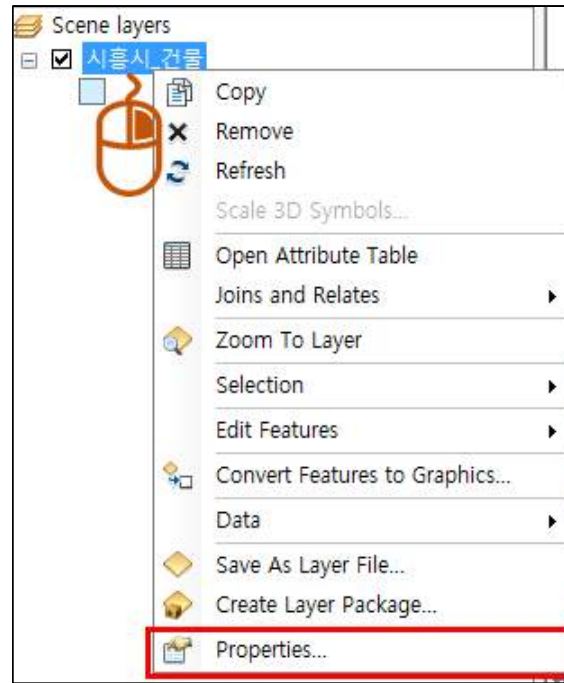 Scene layers
시흥시_건물
Copy
Remove
Refresh
Scale 3D Symbols...
Open Attribute Table
Joins and Relates
Zoom To Layer
Selection
Edit Features
Convert Features to Graphics...
Data
Save As Layer File...
Create Layer Package...
Properties...